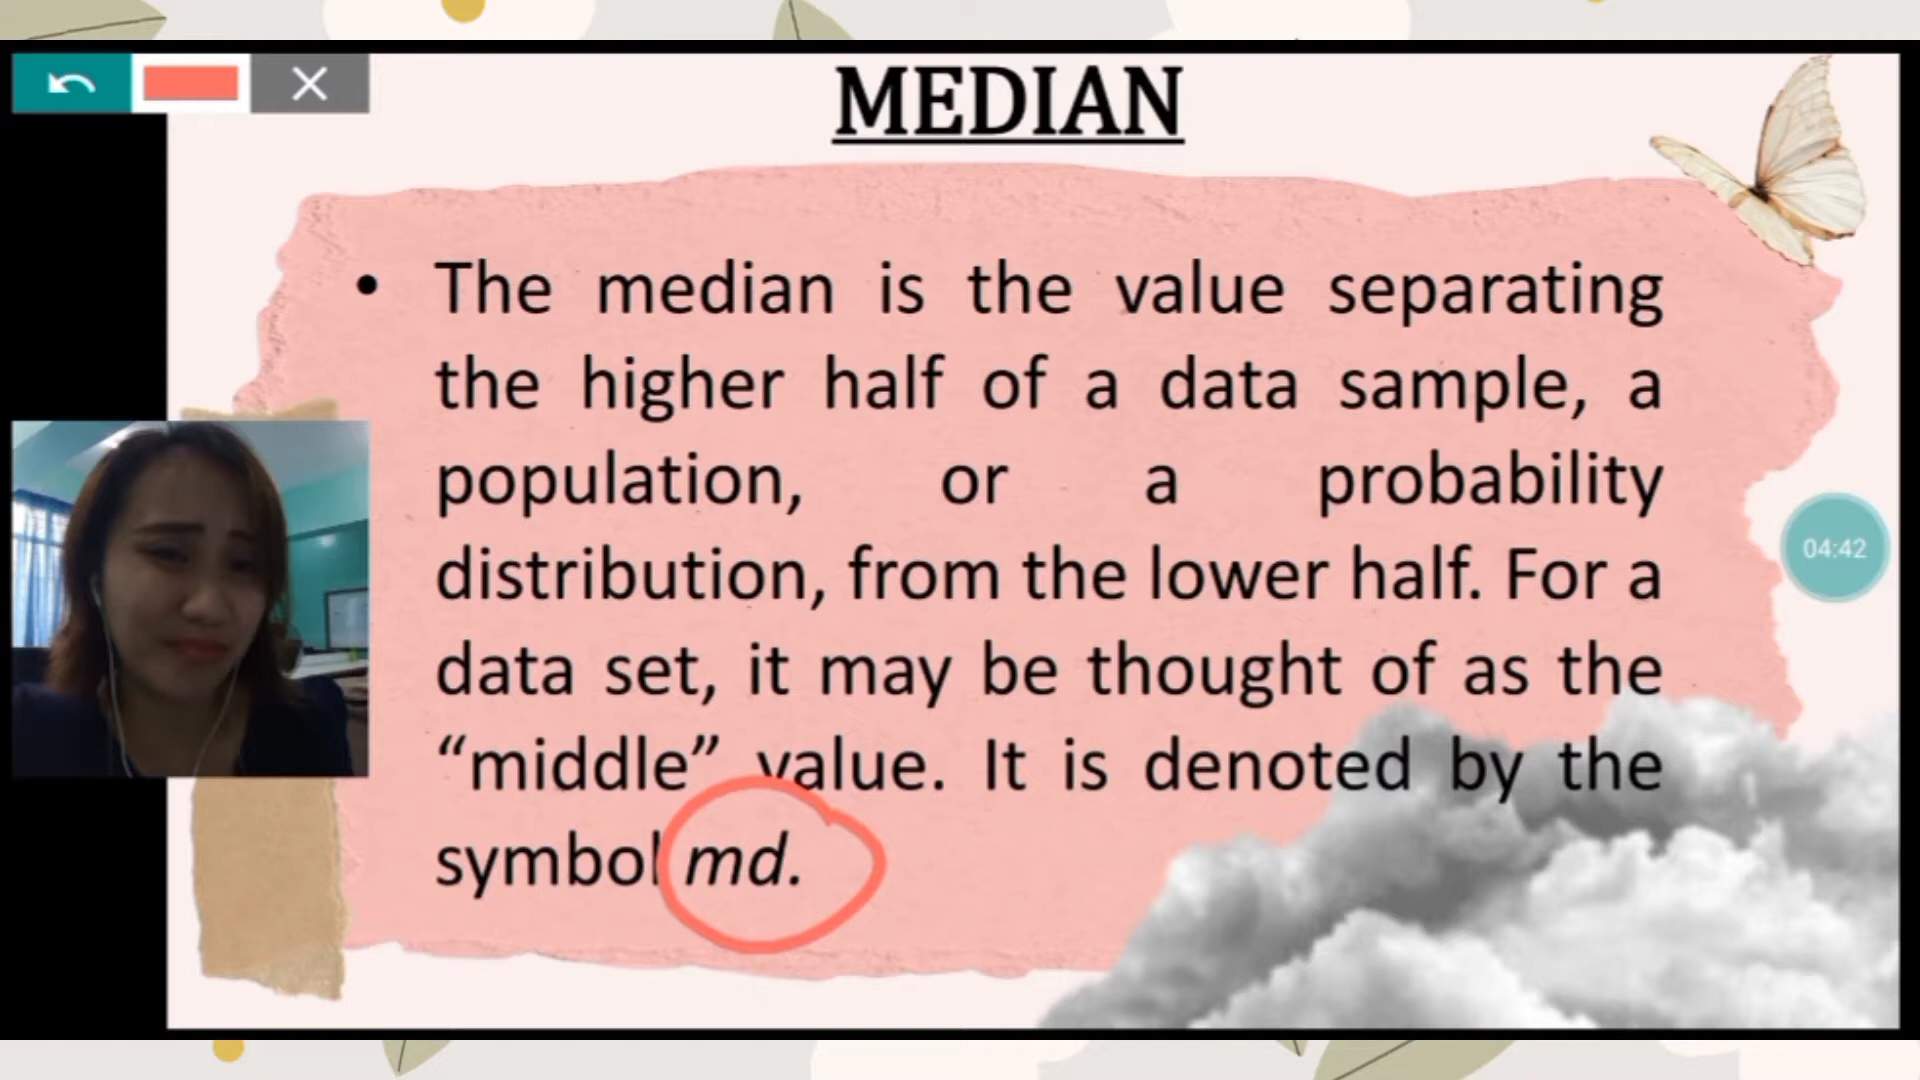 MEDIAN
• The median is the value separating
the higher half of a data sample, a
population, or a probability
distribution, from the lower half. For a
data set, it may be thought of as the
“middle” value. It is denoted by the
symbol md.
04:42